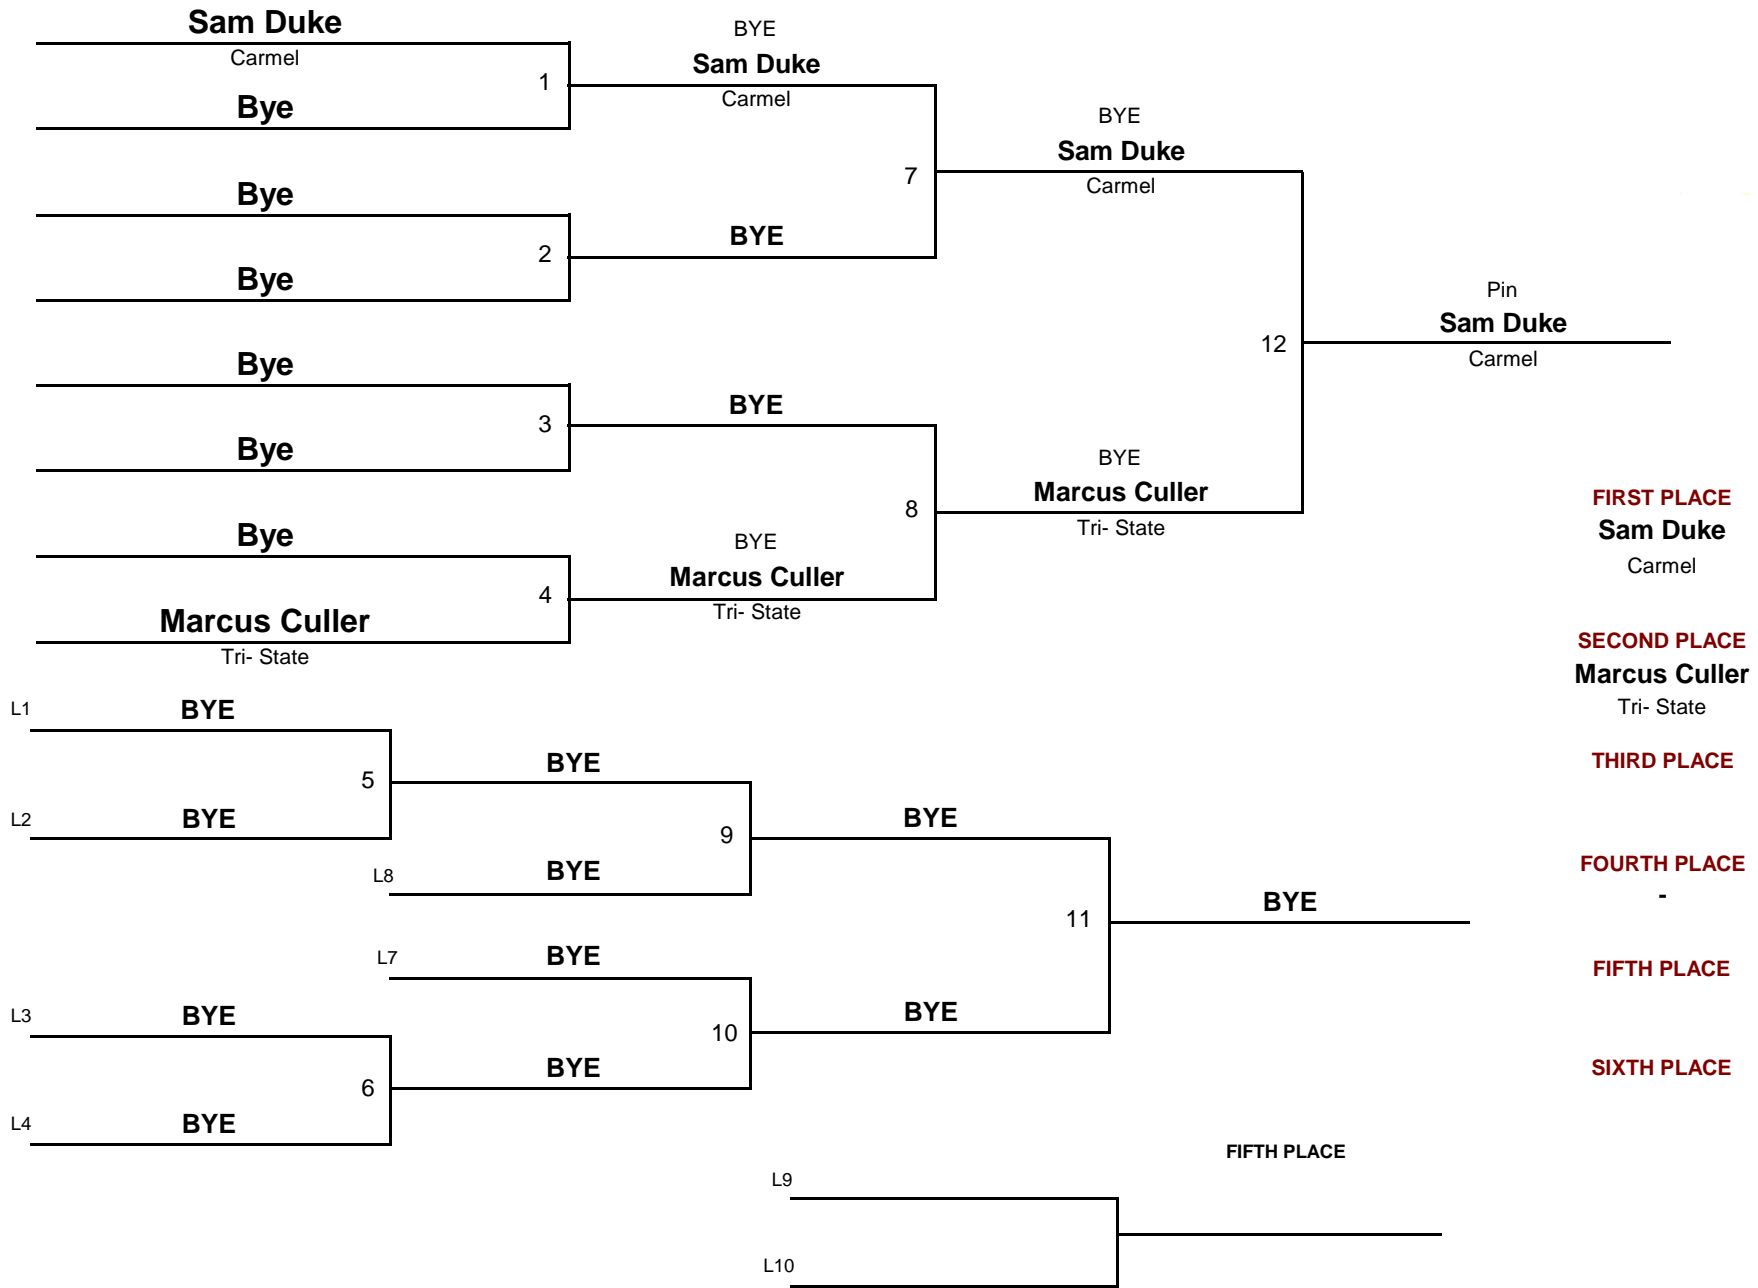 Sam Duke
Carmel
1
Bye
BYE
Sam Duke
Carmel
Bye
2
Bye
BYE
7
BYE
Sam Duke
Carmel
Bye
3
Bye
BYE
Bye
4
Marcus Culler
Tri- State
BYE
Marcus Culler
Tri- State
8
BYE
Marcus Culler
Tri- State
12
Pin
Sam Duke
Carmel
FIRST PLACE
Sam Duke
Carmel
SECOND PLACE
Marcus Culler
Tri- State
THIRD PLACE
FOURTH PLACE
-
FIFTH PLACE
SIXTH PLACE
L1 BYE
5
L2 BYE
BYE
9
L8 BYE
BYE
L7 BYE
L3 BYE
10
6
BYE
L4 BYE
BYE
11
BYE
FIFTH PLACE
L9
L10